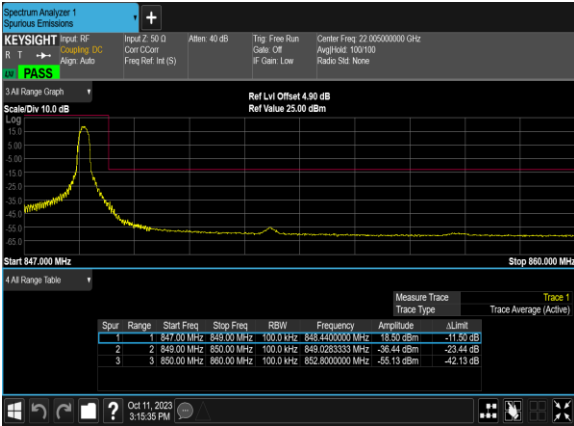 Spectrum Analyzer 1
Spurious Emissions
+
KEYSIGHT Input: RF Input Z: 50 Ω Atten: 40 dB Trig: Free Run Center Freq: 22.005000000 GHz
R T Coupling: DC Corr CCorr Gate: Off Avg|Hold: 100/100
Align: Auto Freq Ref: Int (S) IF Gain: Low Radio Std: None
PASS
3 All Range Graph
Ref Lvl Offset 4.90 dB
Scale/Div 10.0 dB Ref Value 25.00 dBm
Log
15.0
5.00
-5.00
-15.0
-25.0
-35.0
-45.0
-55.0
-65.0
Start 847.000 MHz Stop 860.000 MHz
4 All Range Table
Measure Trace Trace 1
Trace Type Trace Average (Active)
Spur Range Start Freq Stop Freq RBW Frequency Amplitude ΔLimit
1 1 847.00 MHz 849.00 MHz 100.0 kHz 848.4400000 MHz 18.50 dBm -11.50 dB
2 2 849.00 MHz 850.00 MHz 100.0 kHz 849.0283333 MHz -36.44 dBm -23.44 dB
3 3 850.00 MHz 860.00 MHz 100.0 kHz 852.8000000 MHz -55.13 dBm -42.13 dB
? Oct 11, 2023
3:15:35 PM